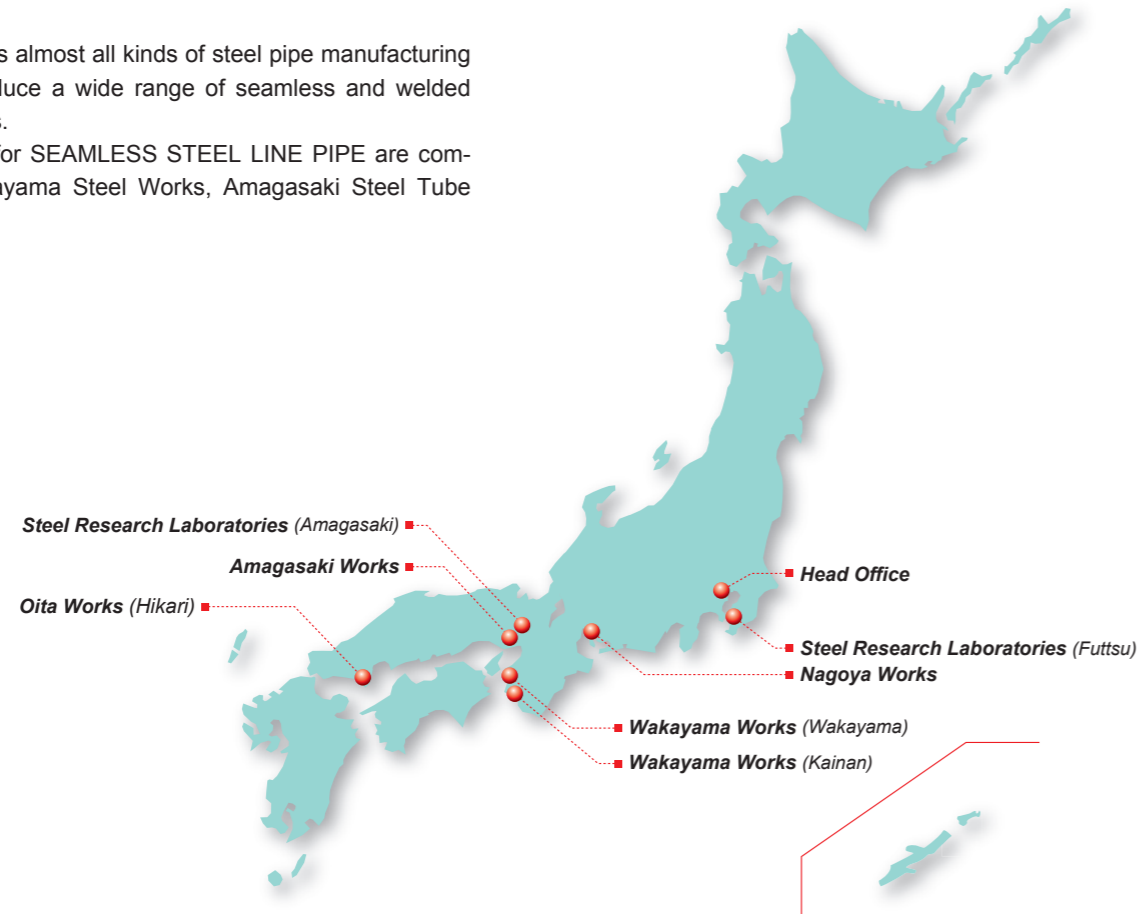 s almost all kinds of steel pipe manufacturing
duce a wide range of seamless and welded
s.
for SEAMLESS STEEL LINE PIPE are com-
ayama Steel Works, Amagasaki Steel Tube
Steel Research Laboratories (Amagasaki)
Amagasaki Works
Oita Works (Hikari)
Head Office
Steel Research Laboratories (Futtsu)
Nagoya Works
Wakayama Works (Wakayama)
Wakayama Works (Kainan)